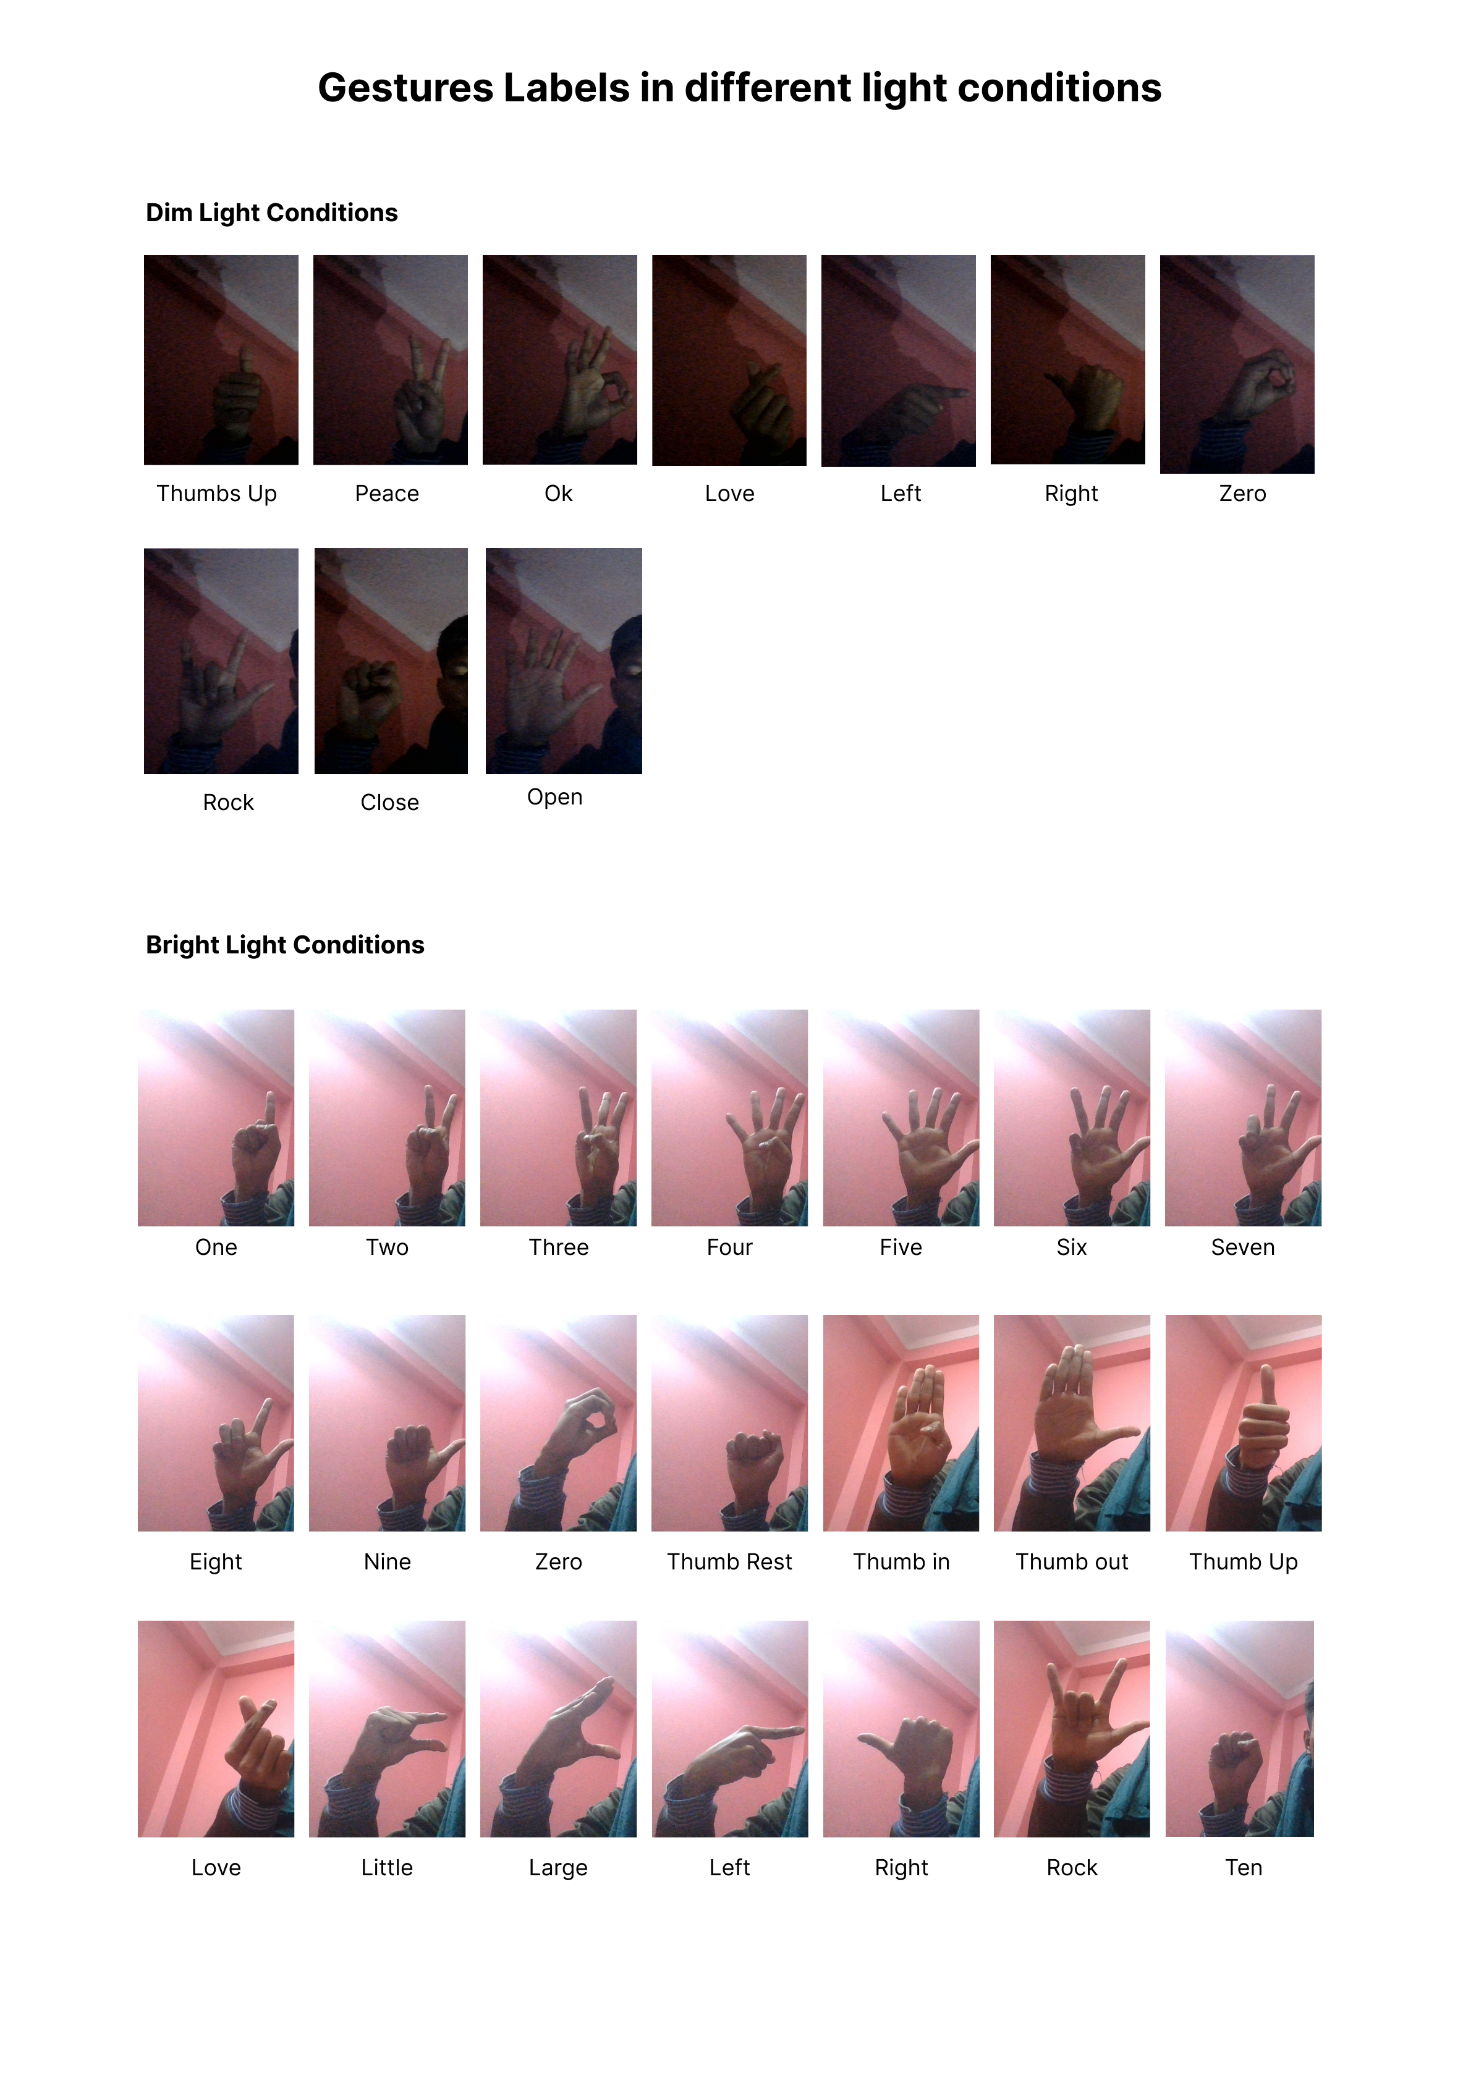 Gestures Labels in different light conditions
Dim Light Conditions
Thumbs Up Peace Ok Love Left Right Zero
Rock Close Open
Bright Light Conditions
One Two Three Four Five Six Seven
Eight Nine Zero Thumb Rest Thumb in Thumb out Thumb Up
Love Little Large Left Right Rock Ten